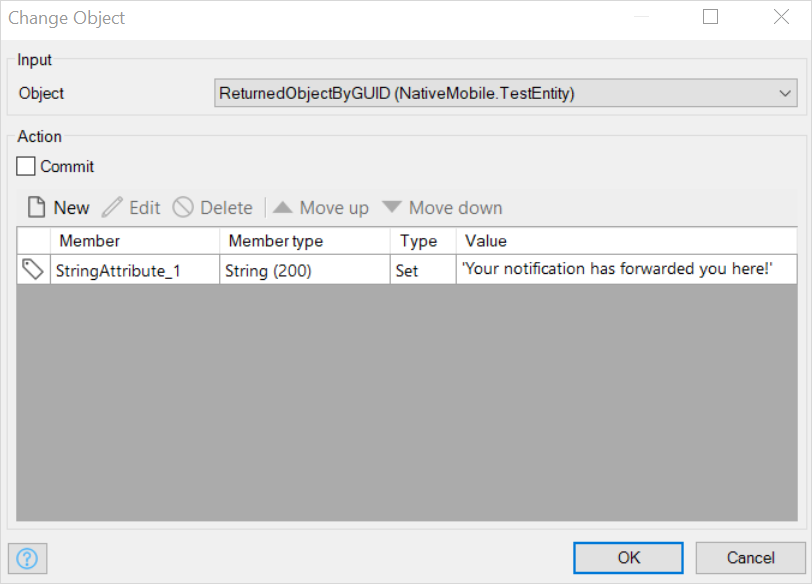 Change Object
Input
Object ReturnedObjectByGUID (NativeMobile.TestEntity)
Action
Commit
New Edit Delete Move up Move down
Member Member type Type Value
StringAttribute_1 String (200) Set 'Your notification has forwarded you here!'
? OK Cancel